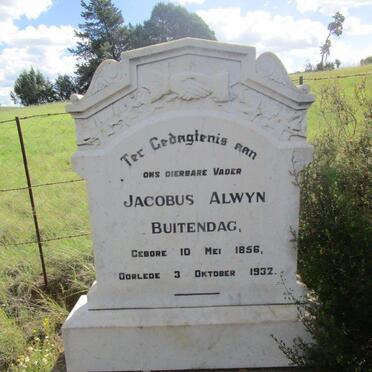 Ter Gedagtenis aan
ONS DIERBARE VADER
JACOBUS ALWYN
BUITENDAG,
GEBORE 10 MEI 1856,
OORLEDE 3 OKTOBER 1932.